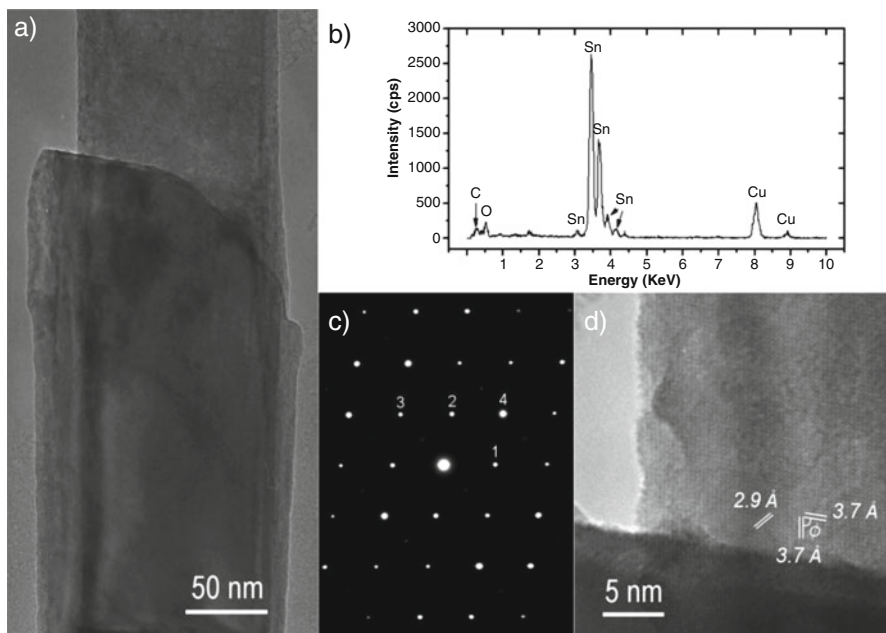 a)
50 nm
b)
3000
2500
2000
1500
1000
500
0
Intensity (cps)
Sn
Sn
C
O
Sn
Sn
Cu
Cu
1 2 3 4 5 6 7 8 9 10
Energy (KeV)
c)
3 2 4
1
d)
2.9 Å
3.7 Å
3.7 Å
5 nm